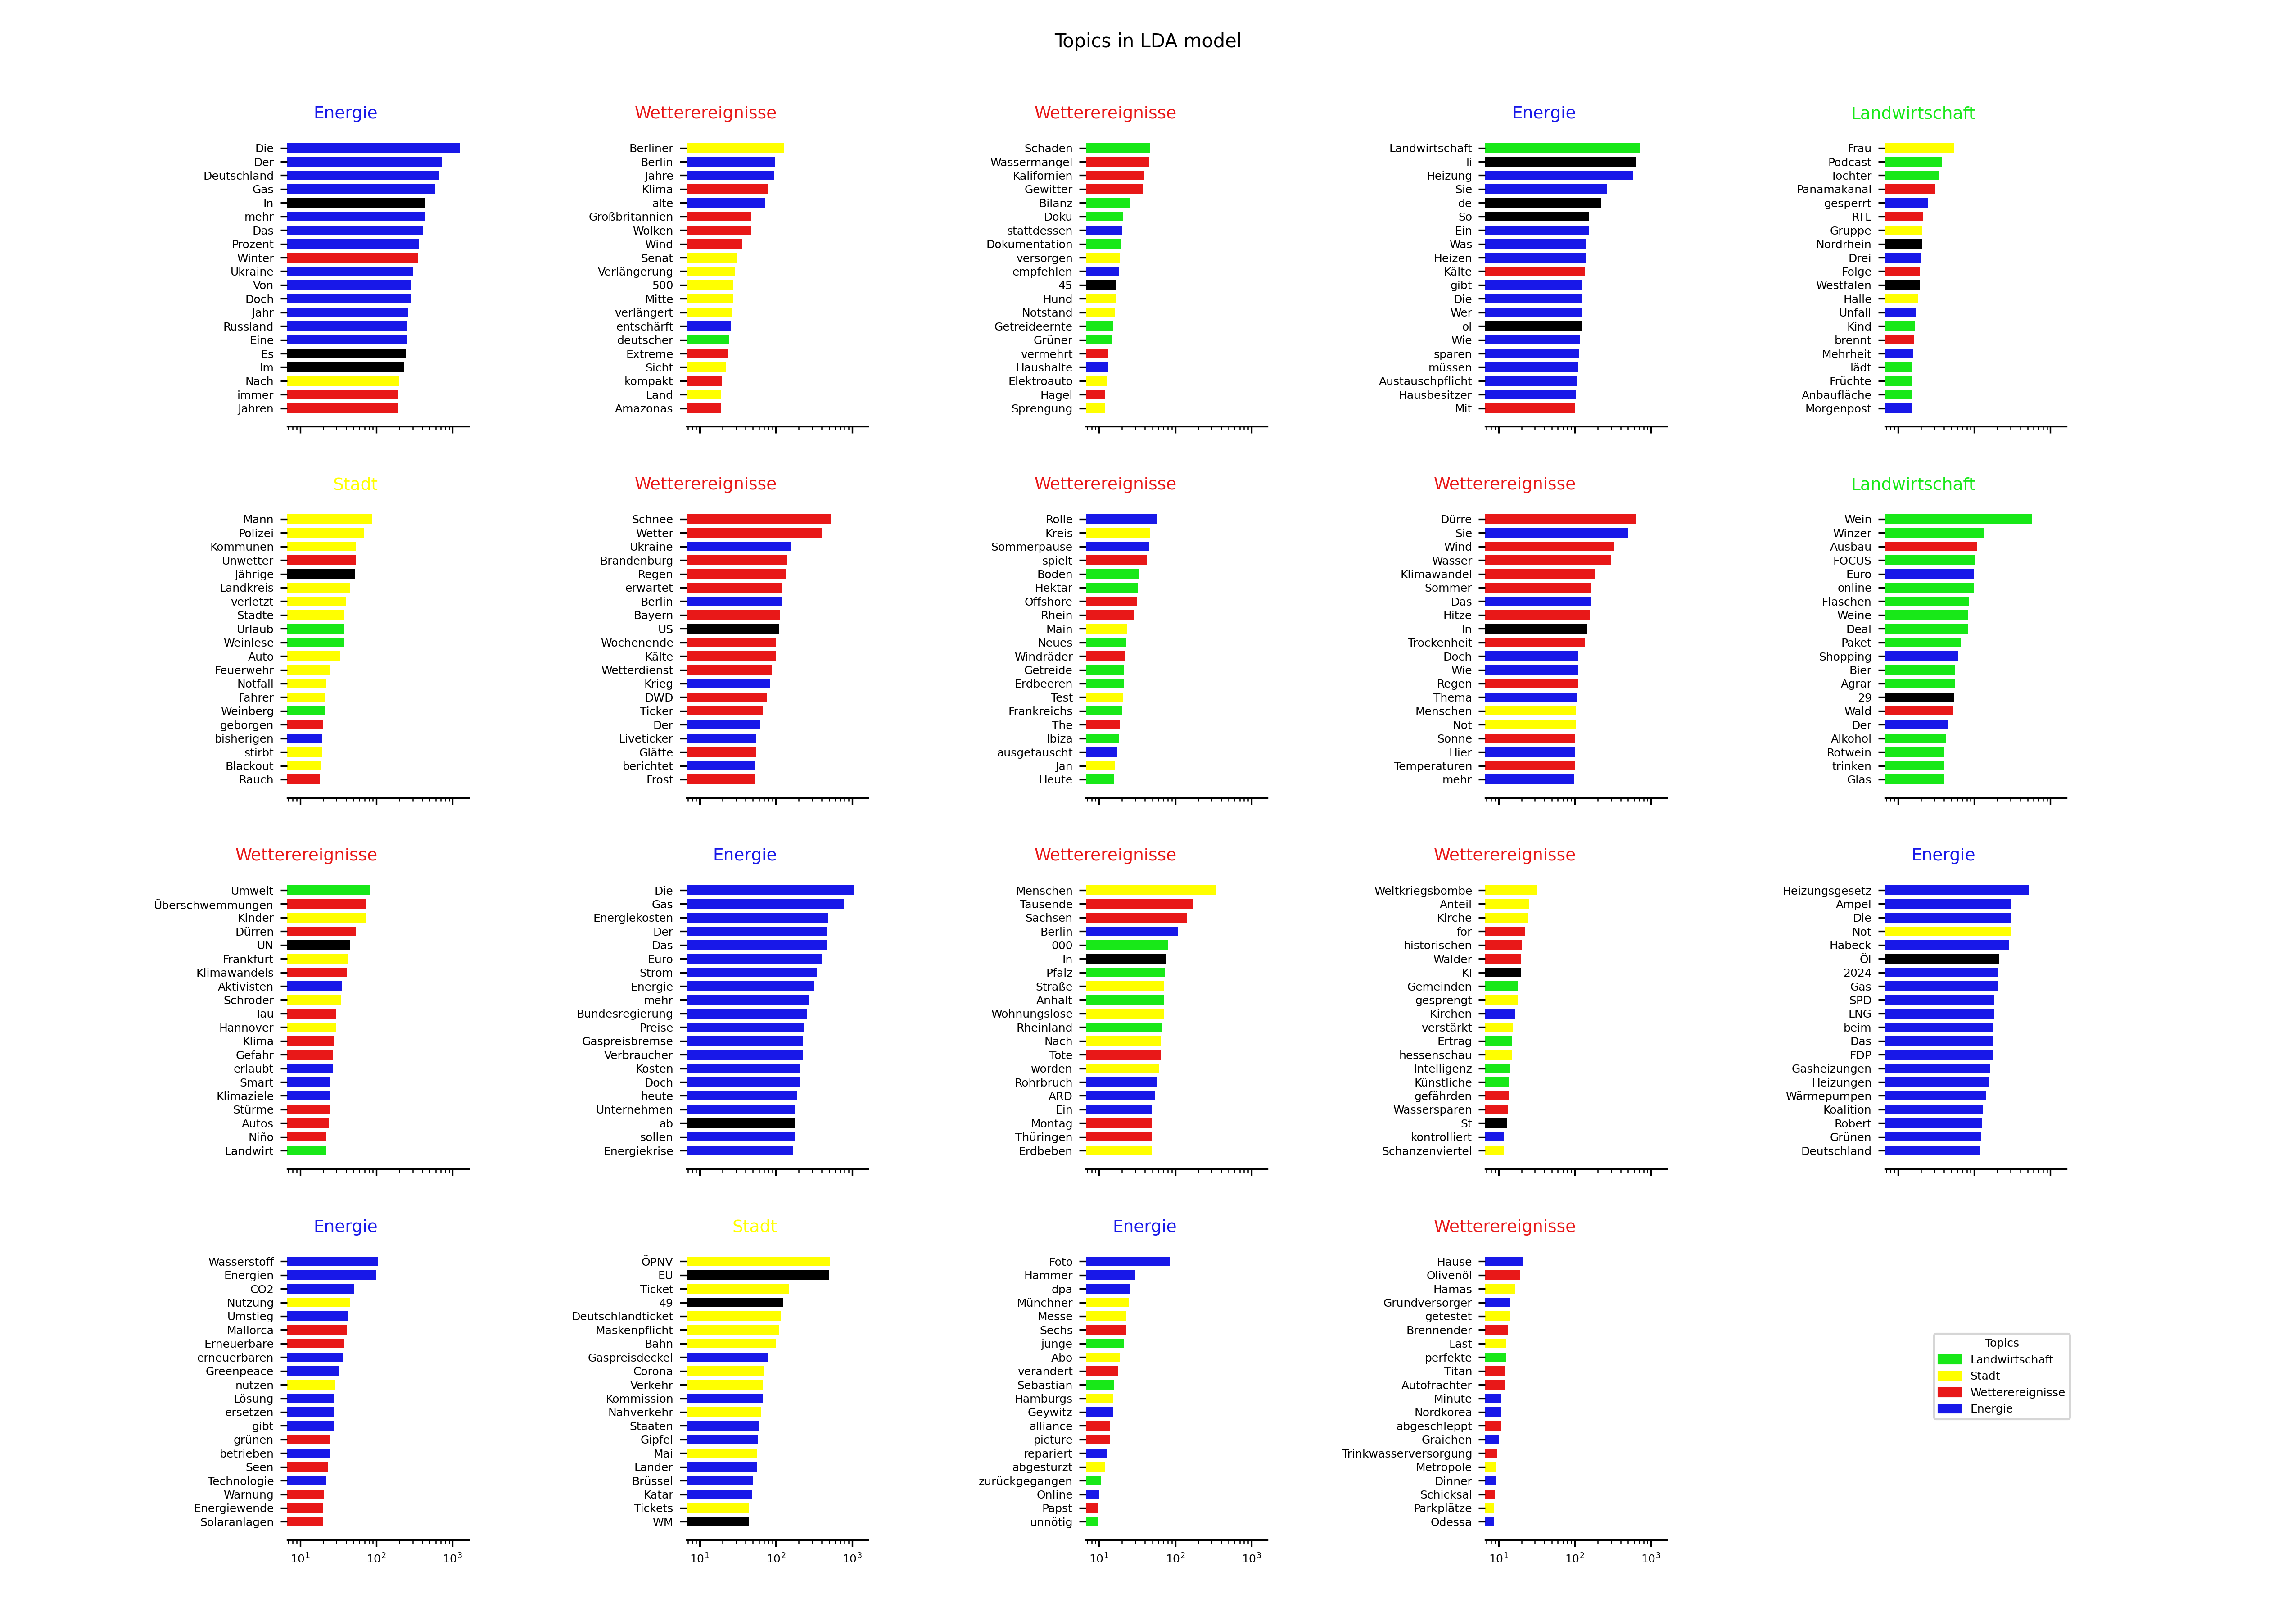 Topics in LDA model
Energie
Die
Der
Deutschland
Gas
In
mehr
Das
Prozent
Winter
Ukraine
Von
Doch
Jahr
Russland
Eine
Es
Im
Nach
immer
Jahren
Wetterereignisse
Berliner
Berlin
Jahre
Klima
alte
Großbritannien
Wolken
Wind
Senat
Verlängerung
500
Mitte
verlängert
entschärft
deutscher
Extreme
Sicht
kompakt
Land
Amazonas
Wetterereignisse
Schaden
Wassermangel
Kalifornien
Gewitter
Bilanz
Doku
stattdessen
Dokumentation
versorgen
empfehlen
45
Hund
Notstand
Getreideernte
Grüner
vermehrt
Haushalte
Elektroauto
Hagel
Sprengung
Energie
Landwirtschaft
li
Heizung
Sie
de
So
Ein
Was
Heizen
Kälte
gibt
Die
Wer
ol
Wie
sparen
müssen
Austauschpflicht
Hausbesitzer
Mit
Landwirtschaft
Frau
Podcast
Tochter
Panamakanal
gesperrt
RTL
Gruppe
Nordrhein
Drei
Folge
Westfalen
Halle
Unfall
Kind
brennt
Mehrheit
lädt
Früchte
Anbaufläche
Morgenpost
Stadt
Mann
Polizei
Kommunen
Unwetter
Jährige
Landkreis
verletzt
Städte
Urlaub
Weinlese
Auto
Feuerwehr
Notfall
Fahrer
Weinberg
geborgen
bisherigen
stirbt
Blackout
Rauch
Wetterereignisse
Schnee
Wetter
Ukraine
Brandenburg
Regen
erwartet
Berlin
Bayern
US
Wochenende
Kälte
Wetterdienst
Krieg
DWD
Ticker
Der
Liveticker
Glätte
berichtet
Frost
Wetterereignisse
Rolle
Kreis
Sommerpause
spielt
Boden
Hektar
Offshore
Rhein
Main
Neues
Windräder
Getreide
Erdbeeren
Test
Frankreichs
The
Ibiza
ausgetauscht
Jan
Heute
Wetterereignisse
Dürre
Sie
Wind
Wasser
Klimawandel
Sommer
Das
Hitze
In
Trockenheit
Doch
Wie
Regen
Thema
Menschen
Not
Sonne
Hier
Temperaturen
mehr
Landwirtschaft
Wein
Winzer
Ausbau
FOCUS
Euro
online
Flaschen
Weine
Deal
Paket
Shopping
Bier
Agrar
29
Wald
Der
Alkohol
Rotwein
trinken
Glas
Wetterereignisse
Umwelt
Überschwemmungen
Kinder
Dürren
UN
Frankfurt
Klimawandels
Aktivisten
Schröder
Tau
Hannover
Klima
Gefahr
erlaubt
Smart
Klimaziele
Stürme
Autos
Niño
Landwirt
Energie
Die
Gas
Energiekosten
Der
Das
Euro
Strom
Energie
mehr
Bundesregierung
Preise
Gaspreisbremse
Verbraucher
Kosten
Doch
heute
Unternehmen
ab
sollen
Energiekrise
Wetterereignisse
Menschen
Tausende
Sachsen
Berlin
000
In
Pfalz
Straße
Anhalt
Wohnungslose
Rheinland
Nach
Tote
worden
Rohrbruch
ARD
Ein
Montag
Thüringen
Erdbeben
Wetterereignisse
Weltkriegsbombe
Anteil
Kirche
for
historischen
Wälder
KI
Gemeinden
gesprengt
Kirchen
verstärkt
Ertrag
hessenschau
Intelligenz
Künstliche
gefährden
Wassersparen
St
kontrolliert
Schanzenviertel
Energie
Heizungsgesetz
Ampel
Die
Not
Habeck
Öl
2024
Gas
SPD
LNG
beim
Das
FDP
Gasheizungen
Heizungen
Wärmepumpen
Koalition
Robert
Grünen
Deutschland
Energie
Wasserstoff
Energien
CO2
Nutzung
Umstieg
Mallorca
Erneuerbare
erneuerbaren
Greenpeace
nutzen
Lösung
ersetzen
gibt
grünen
betrieben
Seen
Technologie
Warnung
Energiewende
Solaranlagen
10¹ 10² 10³
Stadt
ÖPNV
EU
Ticket
49
Deutschlandticket
Maskenpflicht
Bahn
Gaspreisdeckel
Corona
Verkehr
Kommission
Nahverkehr
Staaten
Gipfel
Mai
Länder
Brüssel
Katar
Tickets
WM
10¹ 10² 10³
Energie
Foto
Hammer
dpa
Münchner
Messe
Sechs
junge
Abo
verändert
Sebastian
Hamburgs
Geywitz
alliance
picture
repariert
abgestürzt
zurückgegangen
Online
Papst
unnötig
10¹ 10² 10³
Wetterereignisse
Hause
Olivenöl
Hamas
Grundversorger
getestet
Brennender
Last
perfekte
Titan
Autofrachter
Minute
Nordkorea
abgeschleppt
Graichen
Trinkwasserversorgung
Metropole
Dinner
Schicksal
Parkplätze
Odessa
10¹ 10² 10³
Topics
Landwirtschaft
Stadt
Wetterereignisse
Energie